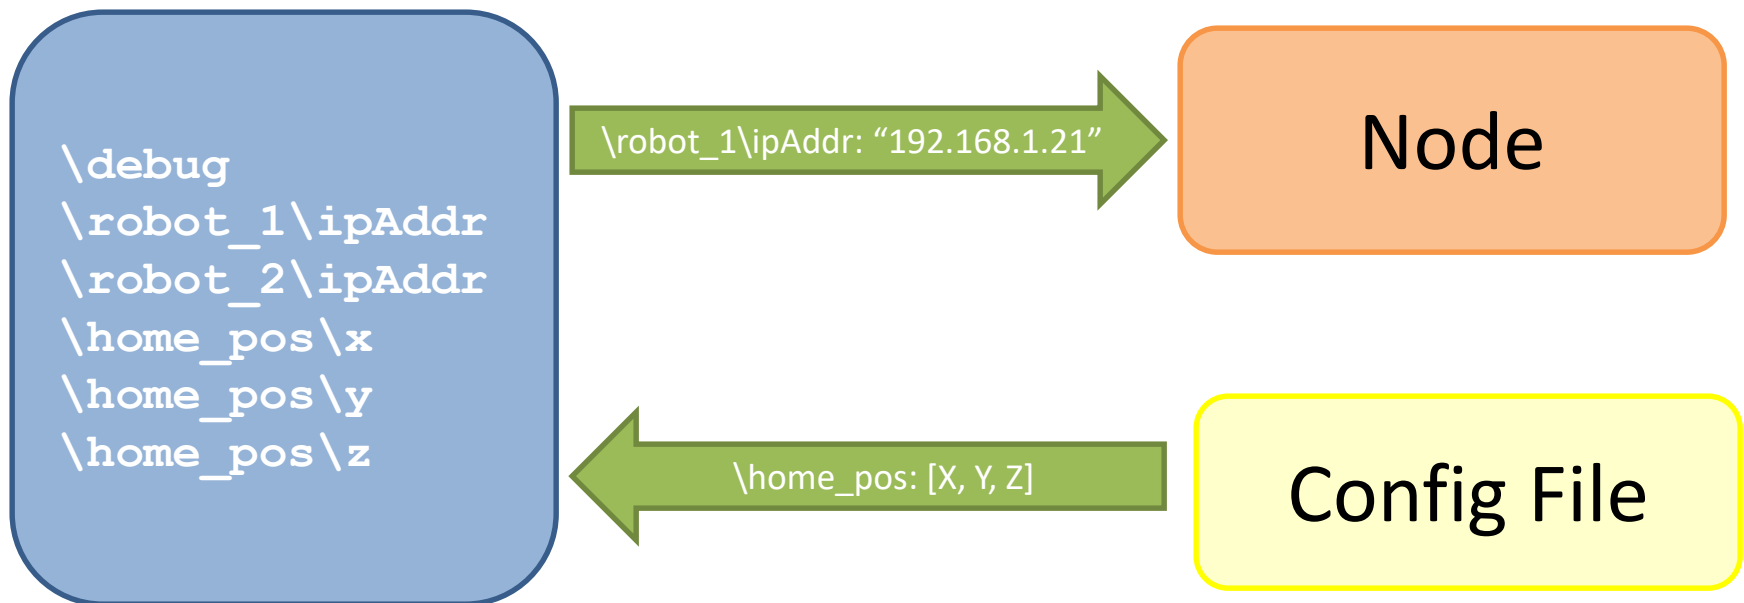 \debug
\robot_1\ipAddr
\robot_2\ipAddr
\home_pos\x
\home_pos\y
\home_pos\z
\robot_1\ipAddr: “192.168.1.21”
Node
\home_pos: [X, Y, Z]
Config File